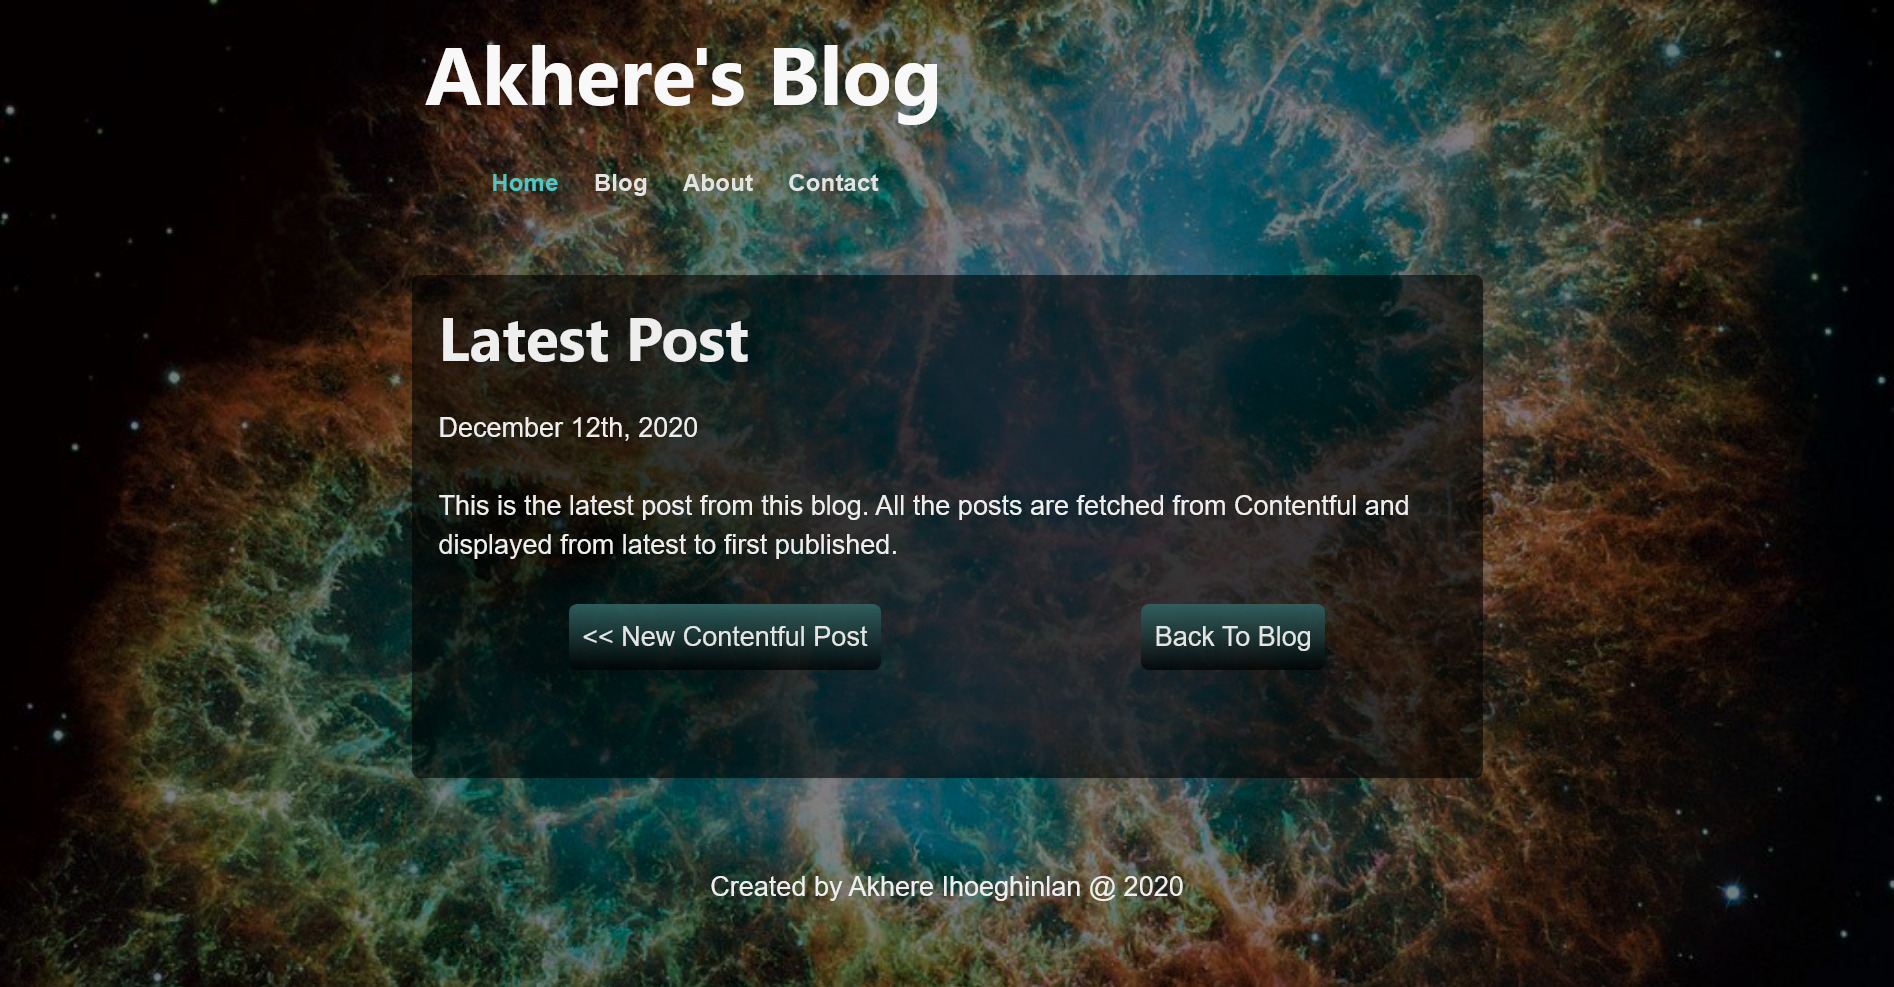 Akhere's Blog
Home Blog About Contact
Latest Post
December 12th, 2020
This is the latest post from this blog. All the posts are fetched from Contentful and
displayed from latest to first published.
<< New Contentful Post Back To Blog
Created by Akhere Ihoeghinlan @ 2020